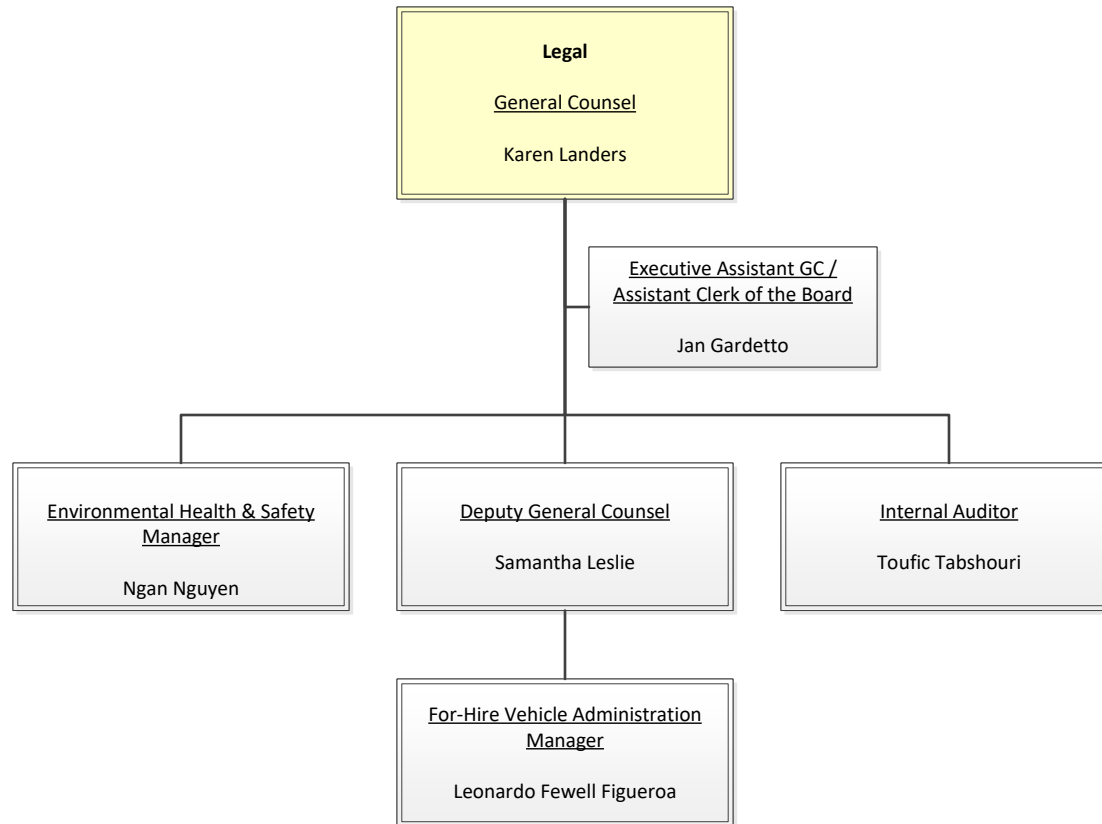 Legal
General Counsel
Karen Landers
Executive Assistant GC /
Assistant Clerk of the Board
Jan Gardetto
Environmental Health & Safety
Manager
Ngan Nguyen
Deputy General Counsel
Samantha Leslie
Internal Auditor
Toufic Tabshouri
For-Hire Vehicle Administration
Manager
Leonardo Fewell Figueroa